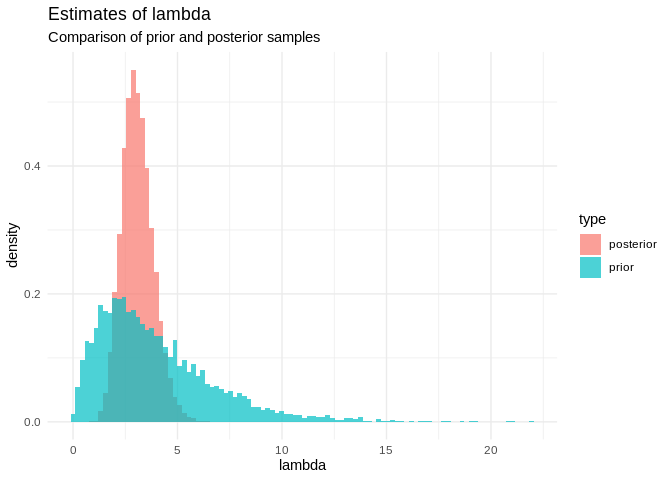 Estimates of lambda
Comparison of prior and posterior samples
density
0.4
0.2
0.0
0
5
10
15
20
lambda
type
posterior
prior